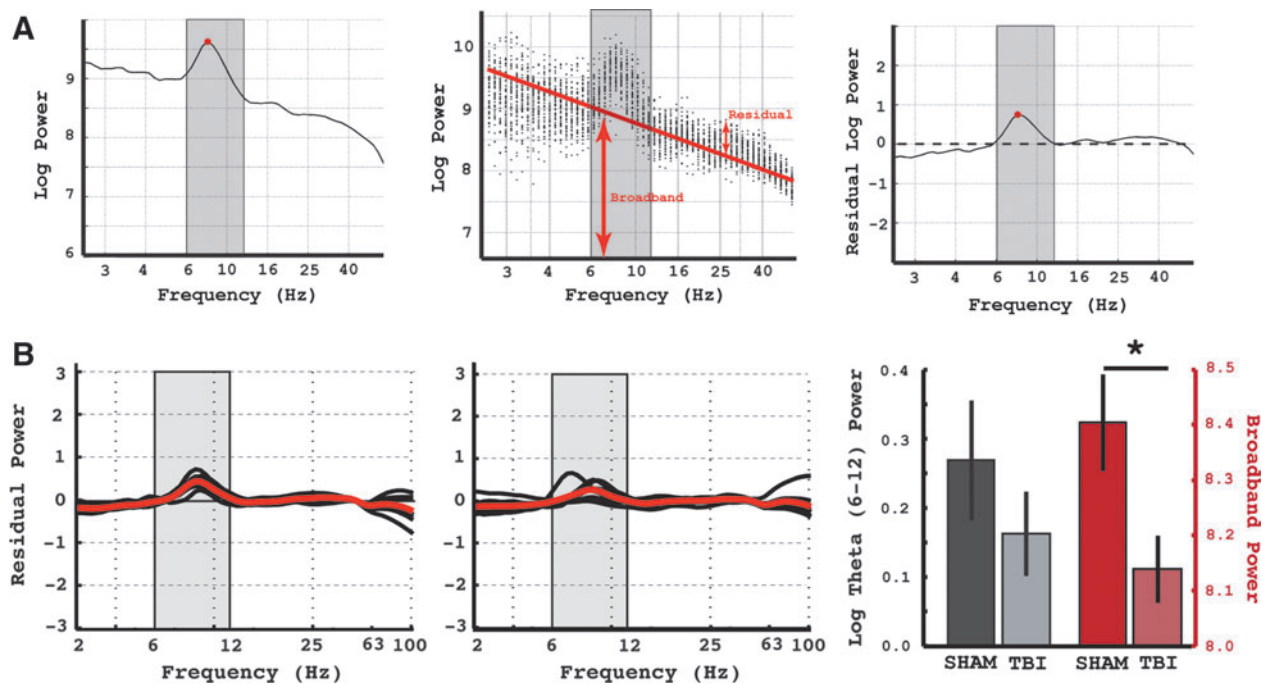 A
Log Power
9
8
7
6
3 4 6 10 16 25 40
Frequency (Hz)
Log Power
10
9
8
7
Residual
Broadband
3 4 6 10 16 25 40
Frequency (Hz)
Residual Log Power
2
1
0
-1
-2
3 4 6 10 16 25 40
Frequency (Hz)
B
Residual Power
3
2
1
0
-1
-2
-3
2 6 12 25 63 100
Frequency (Hz)
3
2
1
0
-1
-2
-3
2 6 12 25 63 100
Frequency (Hz)
*
Log Theta (6-12) Power
0.4
0.3
0.2
0.1
0.0
SHAM TBI SHAM TBI
8.5
8.4
8.3
8.2
8.1
8.0
Broadband Power